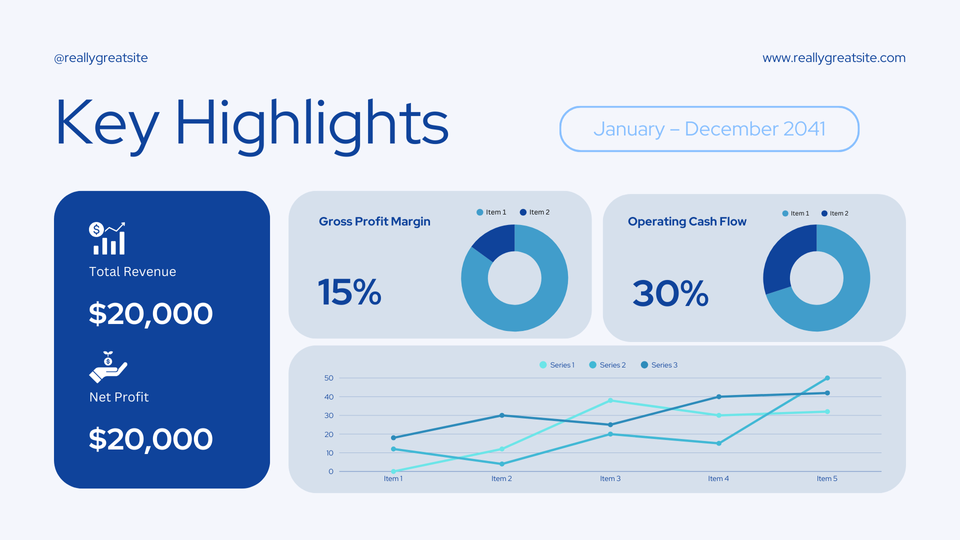 @reallygreatsite
www.reallygreatsite.com
Key Highlights
January – December 2041
Total Revenue
$20,000
Net Profit
$20,000
Gross Profit Margin
Item 1 Item 2
15%
Operating Cash Flow
Item 1 Item 2
30%
Series 1 Series 2 Series 3
50
40
30
20
10
0
Item 1 Item 2 Item 3 Item 4 Item 5